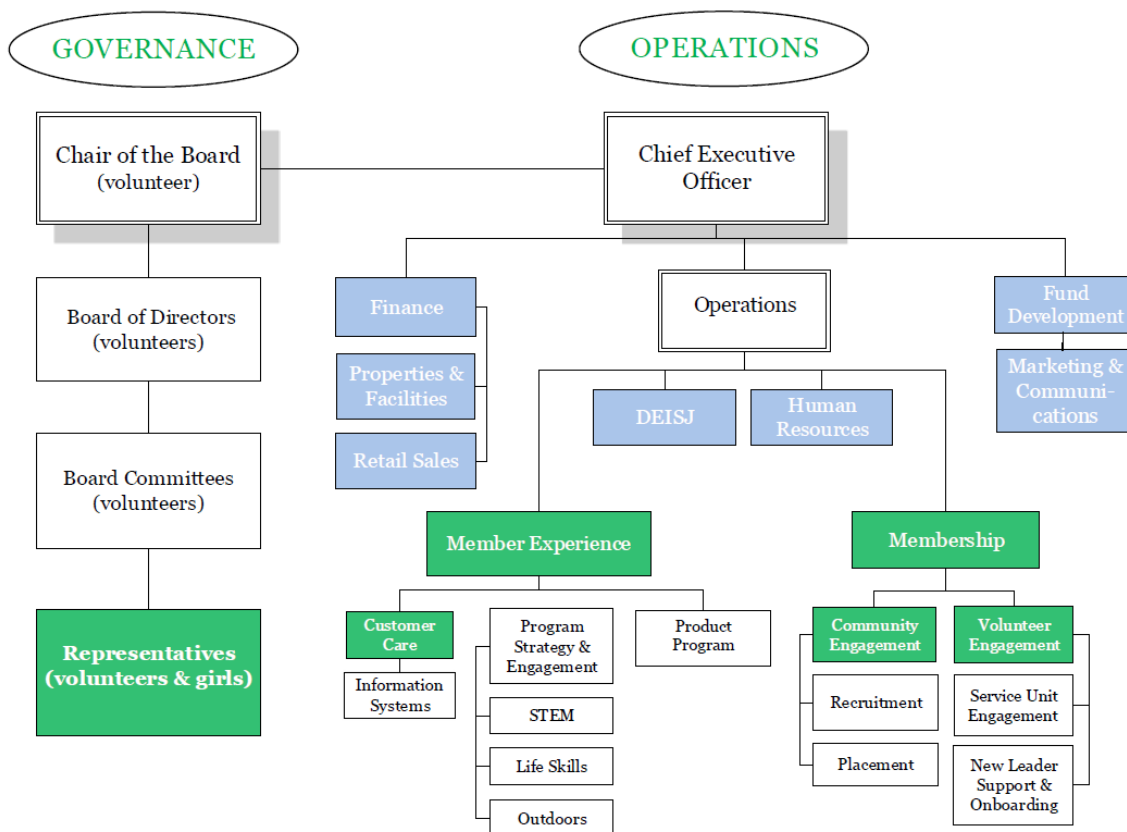 GOVERNANCE
OPERATIONS
Chair of the Board
(volunteer)
Chief Executive
Officer
Board of Directors
(volunteers)
Finance
Operations
Fund
Development
Properties &
Facilities
DEISJ
Human
Resources
Marketing &
Communi-
cations
Retail Sales
Board Committees
(volunteers)
Member Experience
Membership
Representatives
(volunteers & girls)
Customer
Care
Program
Strategy &
Engagement
Product
Program
Community
Engagement
Volunteer
Engagement
Information
Systems
STEM
Life Skills
Outdoors
Recruitment
Placement
Service Unit
Engagement
New Leader
Support &
Onboarding